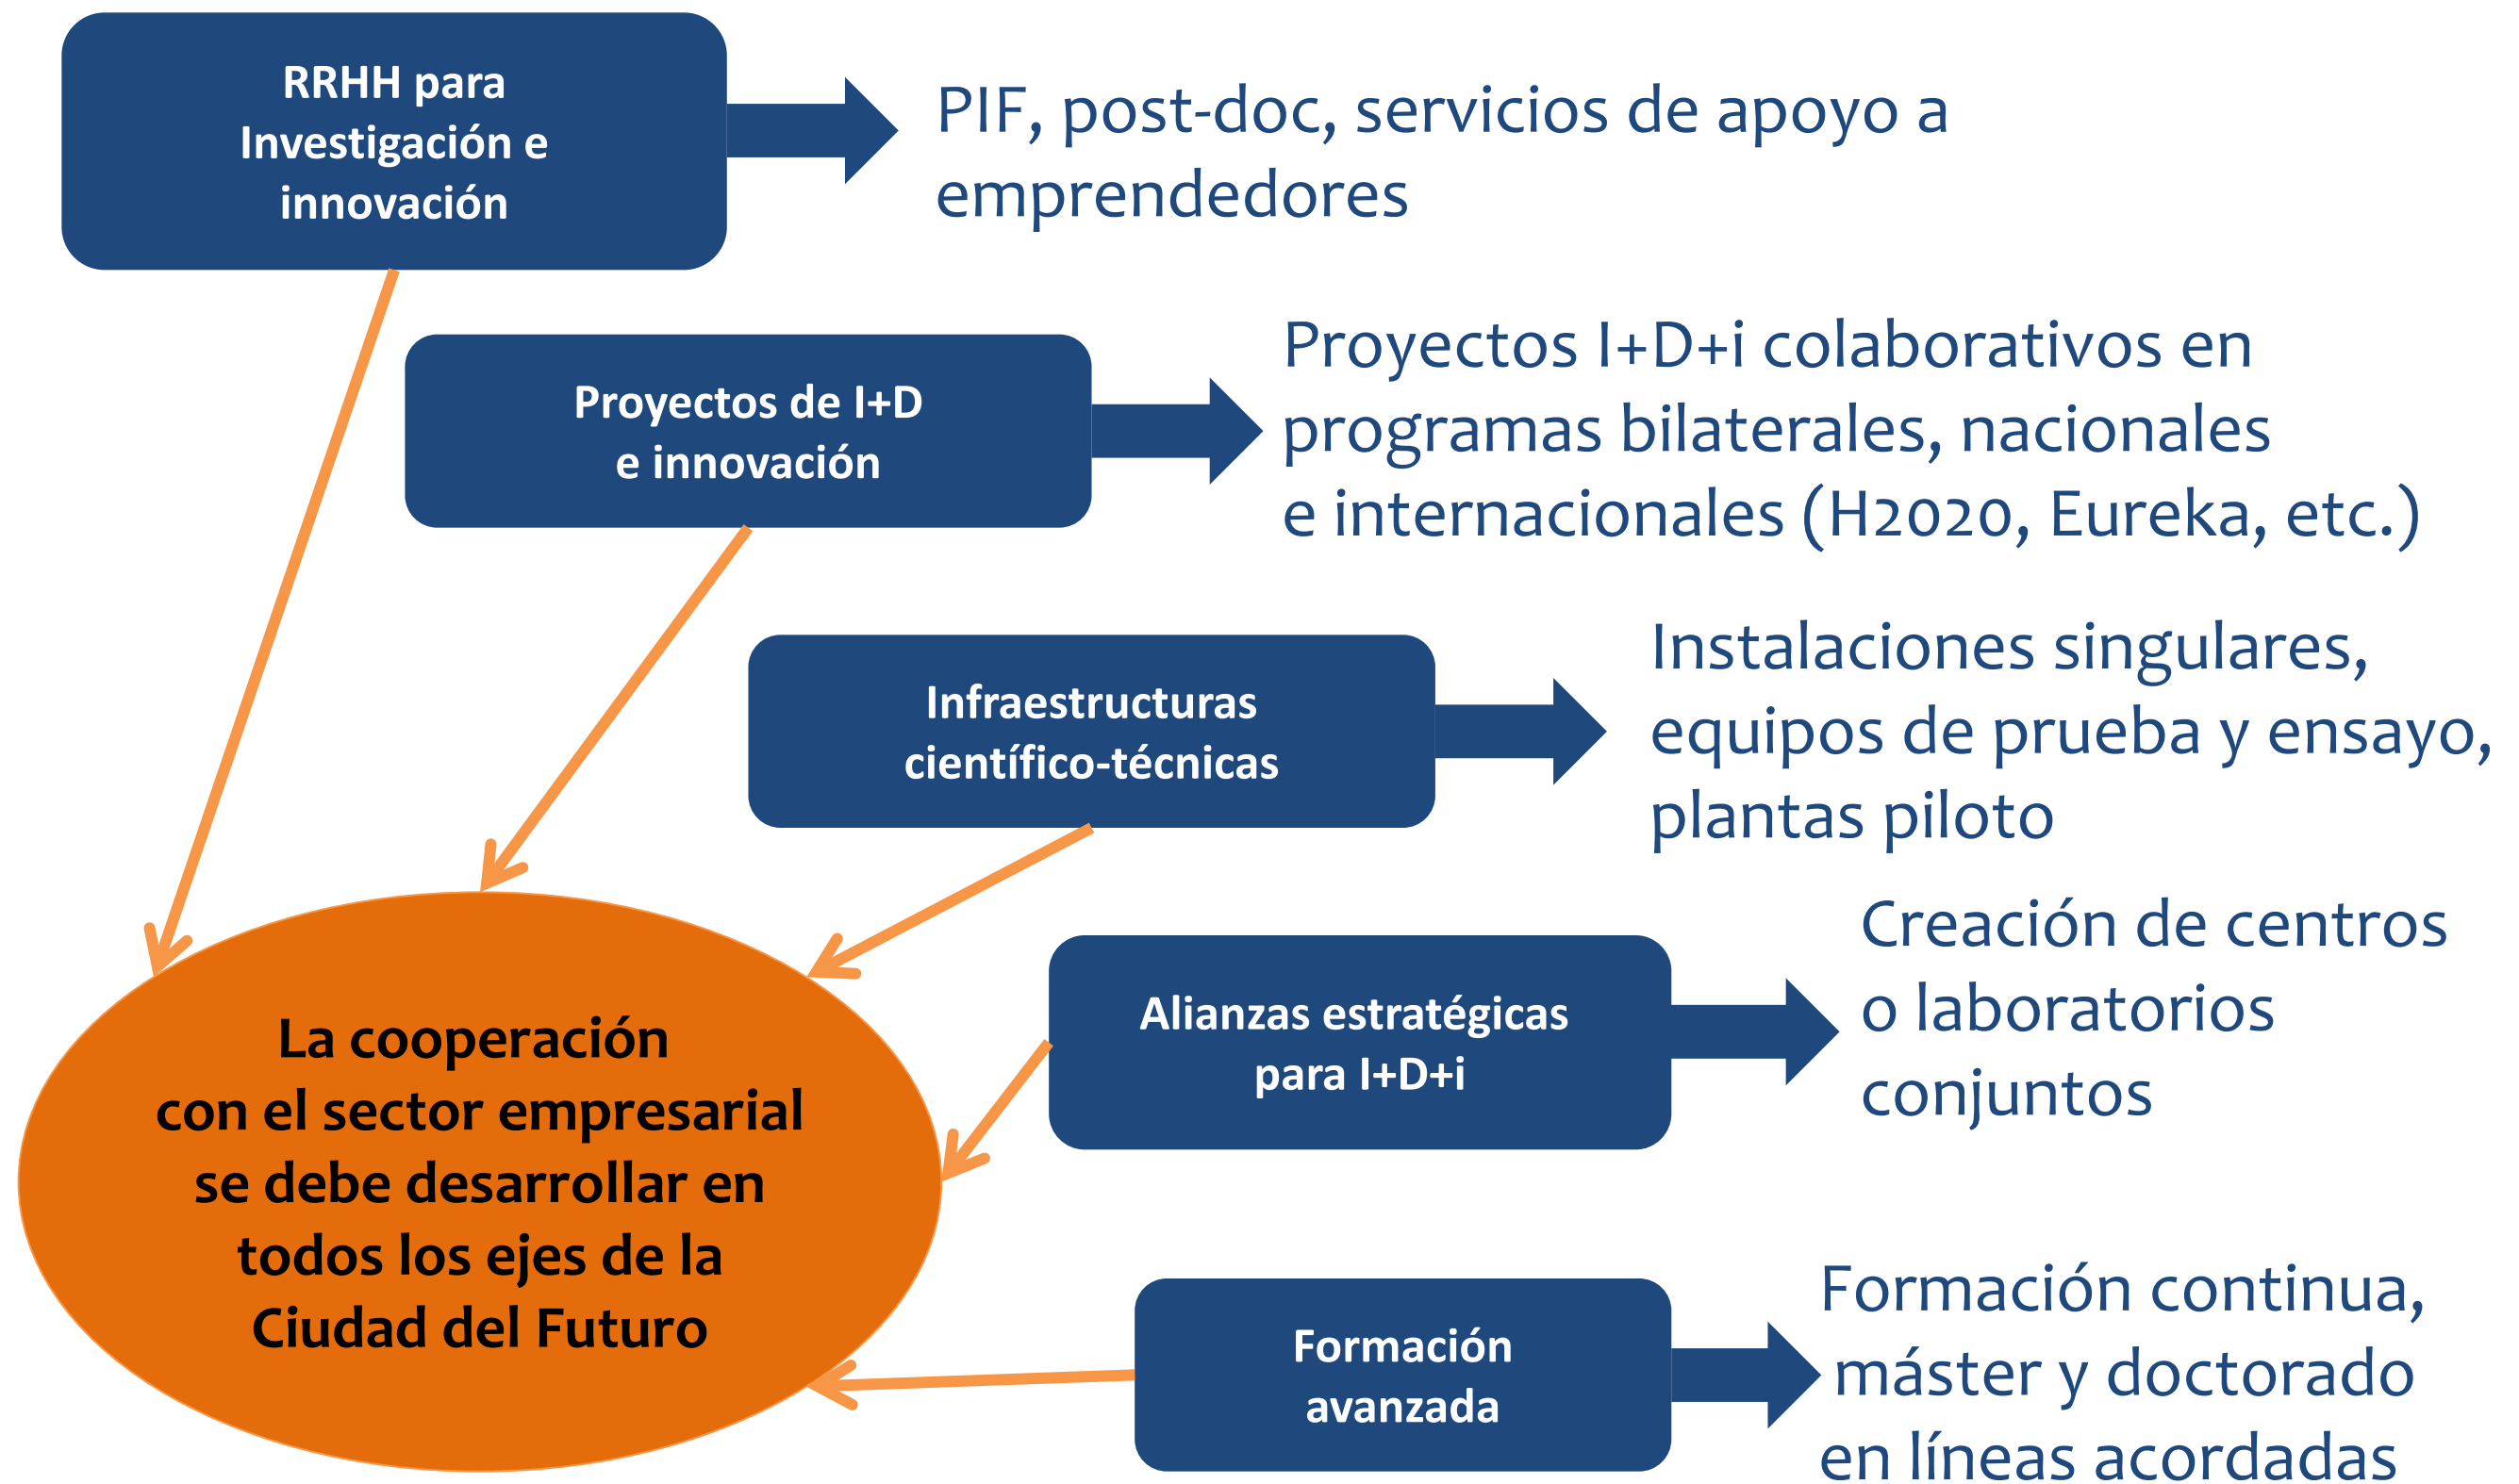 RRHH para
Investigación e
innovación
PIF, post-doc, servicios de apoyo a
emprendedores
Proyectos de I+D
e innovación
Proyectos I+D+i colaborativos en
programas bilaterales, nacionales
e internacionales (H2020, Eureka, etc.)
Infraestructuras
científico-técnicas
Instalaciones singulares,
equipos de prueba y ensayo,
plantas piloto
Alianzas estratégicas
para I+D+i
Creación de centros
o laboratorios
conjuntos
La cooperación
con el sector empresarial
se debe desarrollar en
todos los ejes de la
Ciudad del Futuro
Formación
avanzada
Formación continua,
máster y doctorado
en líneas acordadas